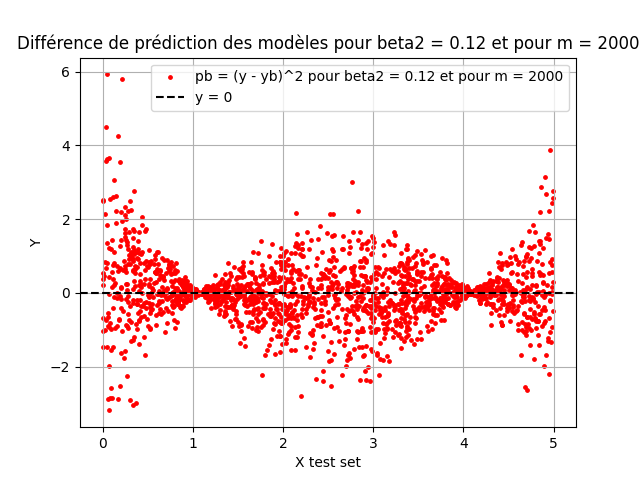 Différence de prédiction des modèles pour beta2 = 0.12 et pour m = 2000
pb = (y - yb)^2 pour beta2 = 0.12 et pour m = 2000
y = 0
6
4
2
0
−2
Y
0 1 2 3 4 5
X test set